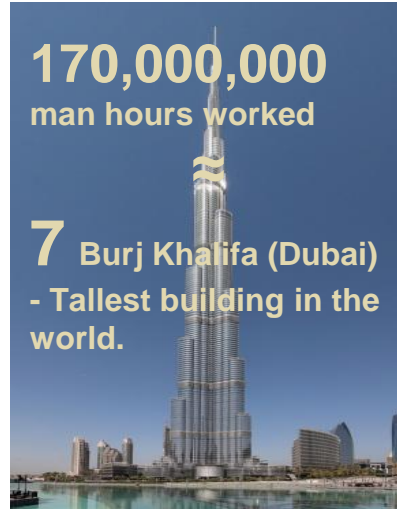 170,000,000
man hours worked
≈
7 Burj Khalifa (Dubai)
- Tallest building in the
world.